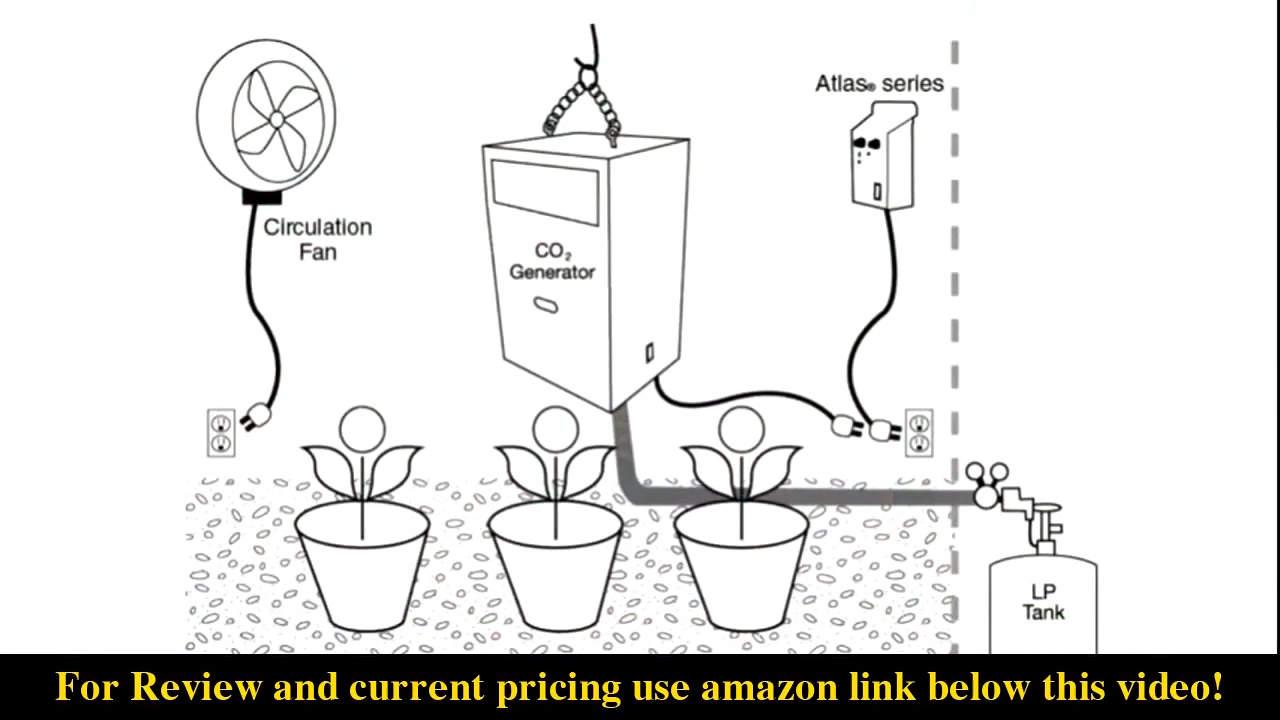 Atlas® series
Circulation
Fan
CO₂
Generator
LP
Tank
For Review and current pricing use amazon link below this video!